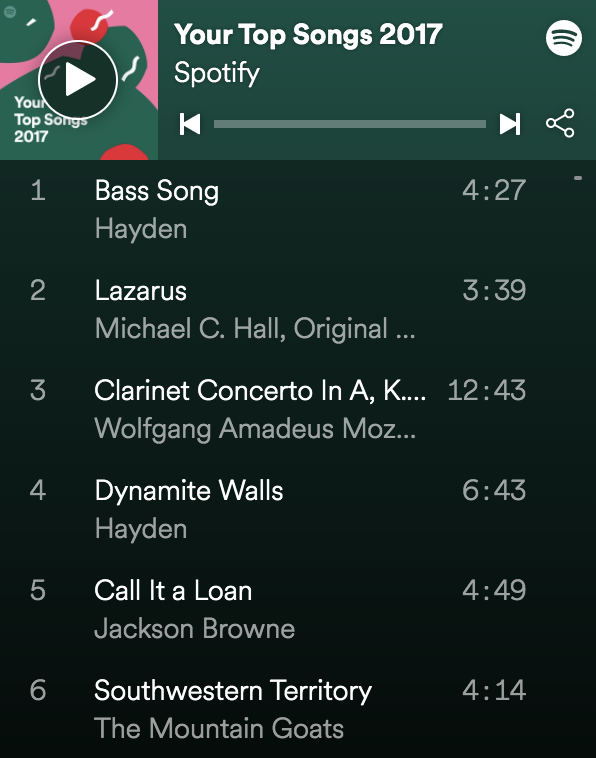 Your Top Songs 2017
Spotify
Your
Top Songs
2017
1 Bass Song 4:27
Hayden
2 Lazarus 3:39
Michael C. Hall, Original ...
3 Clarinet Concerto In A, K.... 12:43
Wolfgang Amadeus Moz...
4 Dynamite Walls 6:43
Hayden
5 Call It a Loan 4:49
Jackson Browne
6 Southwestern Territory 4:14
The Mountain Goats